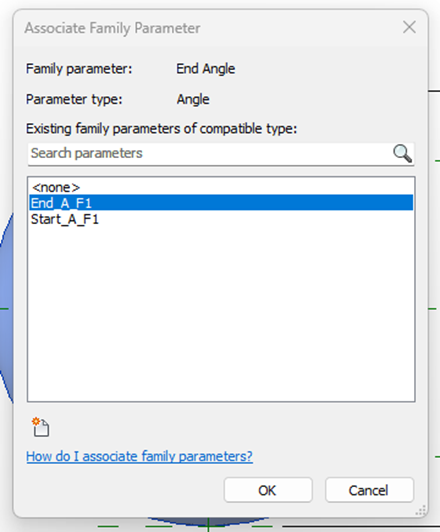 Associate Family Parameter
Family parameter: End Angle
Parameter type: Angle
Existing family parameters of compatible type:
Search parameters
<none>
End_A_F1
Start_A_F1
How do I associate family parameters?
OK Cancel